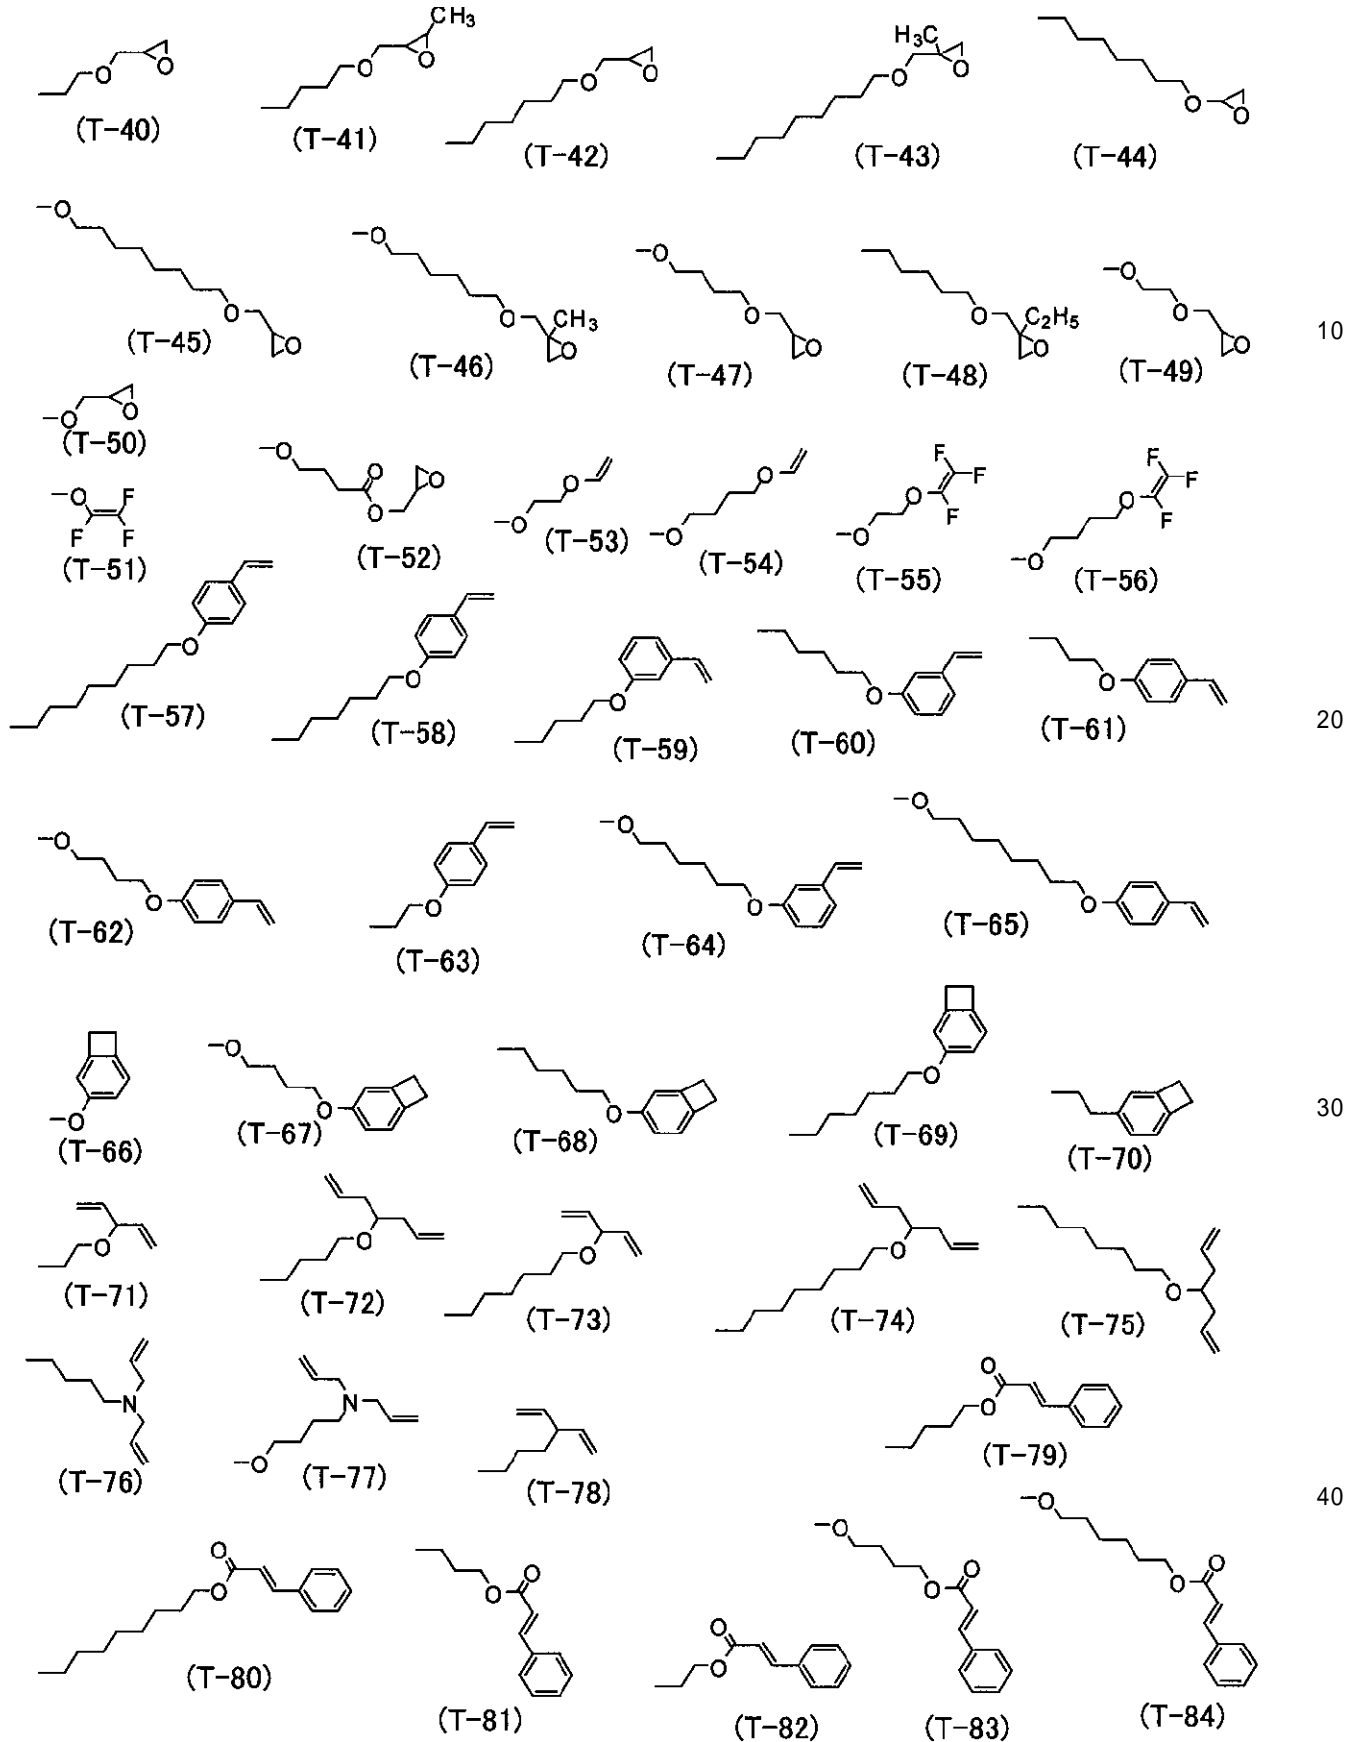 CH₃
O
O
(T-40)
O
O
(T-41)
O
O
(T-42)
H₃C
O
O
(T-43)
O
O
(T-44)
O
O
O
(T-45)
O
O
CH₃
O
(T-46)
O
O
O
(T-47)
O
C₂H₅
O
(T-48)
O
O
O
(T-49)
10
O
O
(T-50)
O
F
F
F
(T-51)
O
O
O
O
(T-52)
O
O
(T-53)
O
O
(T-54)
F
F
O
F
O
(T-55)
F
F
O
F
O
(T-56)
O
(T-57)
O
(T-58)
O
(T-59)
O
(T-60)
O
(T-61)
20
O
O
(T-62)
O
(T-63)
O
O
(T-64)
O
O
(T-65)
O
(T-66)
O
O
(T-67)
O
(T-68)
O
(T-69)
(T-70)
30
O
(T-71)
O
(T-72)
O
(T-73)
O
(T-74)
O
(T-75)
N
(T-76)
N
O
(T-77)
(T-78)
O
O
(T-79)
40
O
O
(T-80)
O
O
(T-81)
O
O
(T-82)
O
O
O
(T-83)
O
O
O
(T-84)